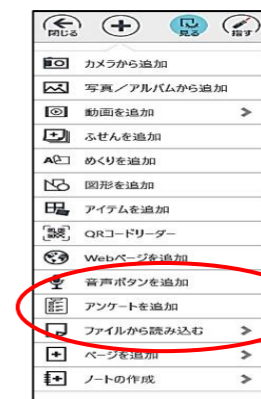 閉じる 見る 指す
カメラから追加
写真／アルバムから追加
動画を追加
ふせんを追加
めくりを追加
図形を追加
アイテムを追加
QRコードリーダー
Webページを追加
音声ボタンを追加
アンケートを追加
ファイルから読み込む
ページを追加
ノートの作成